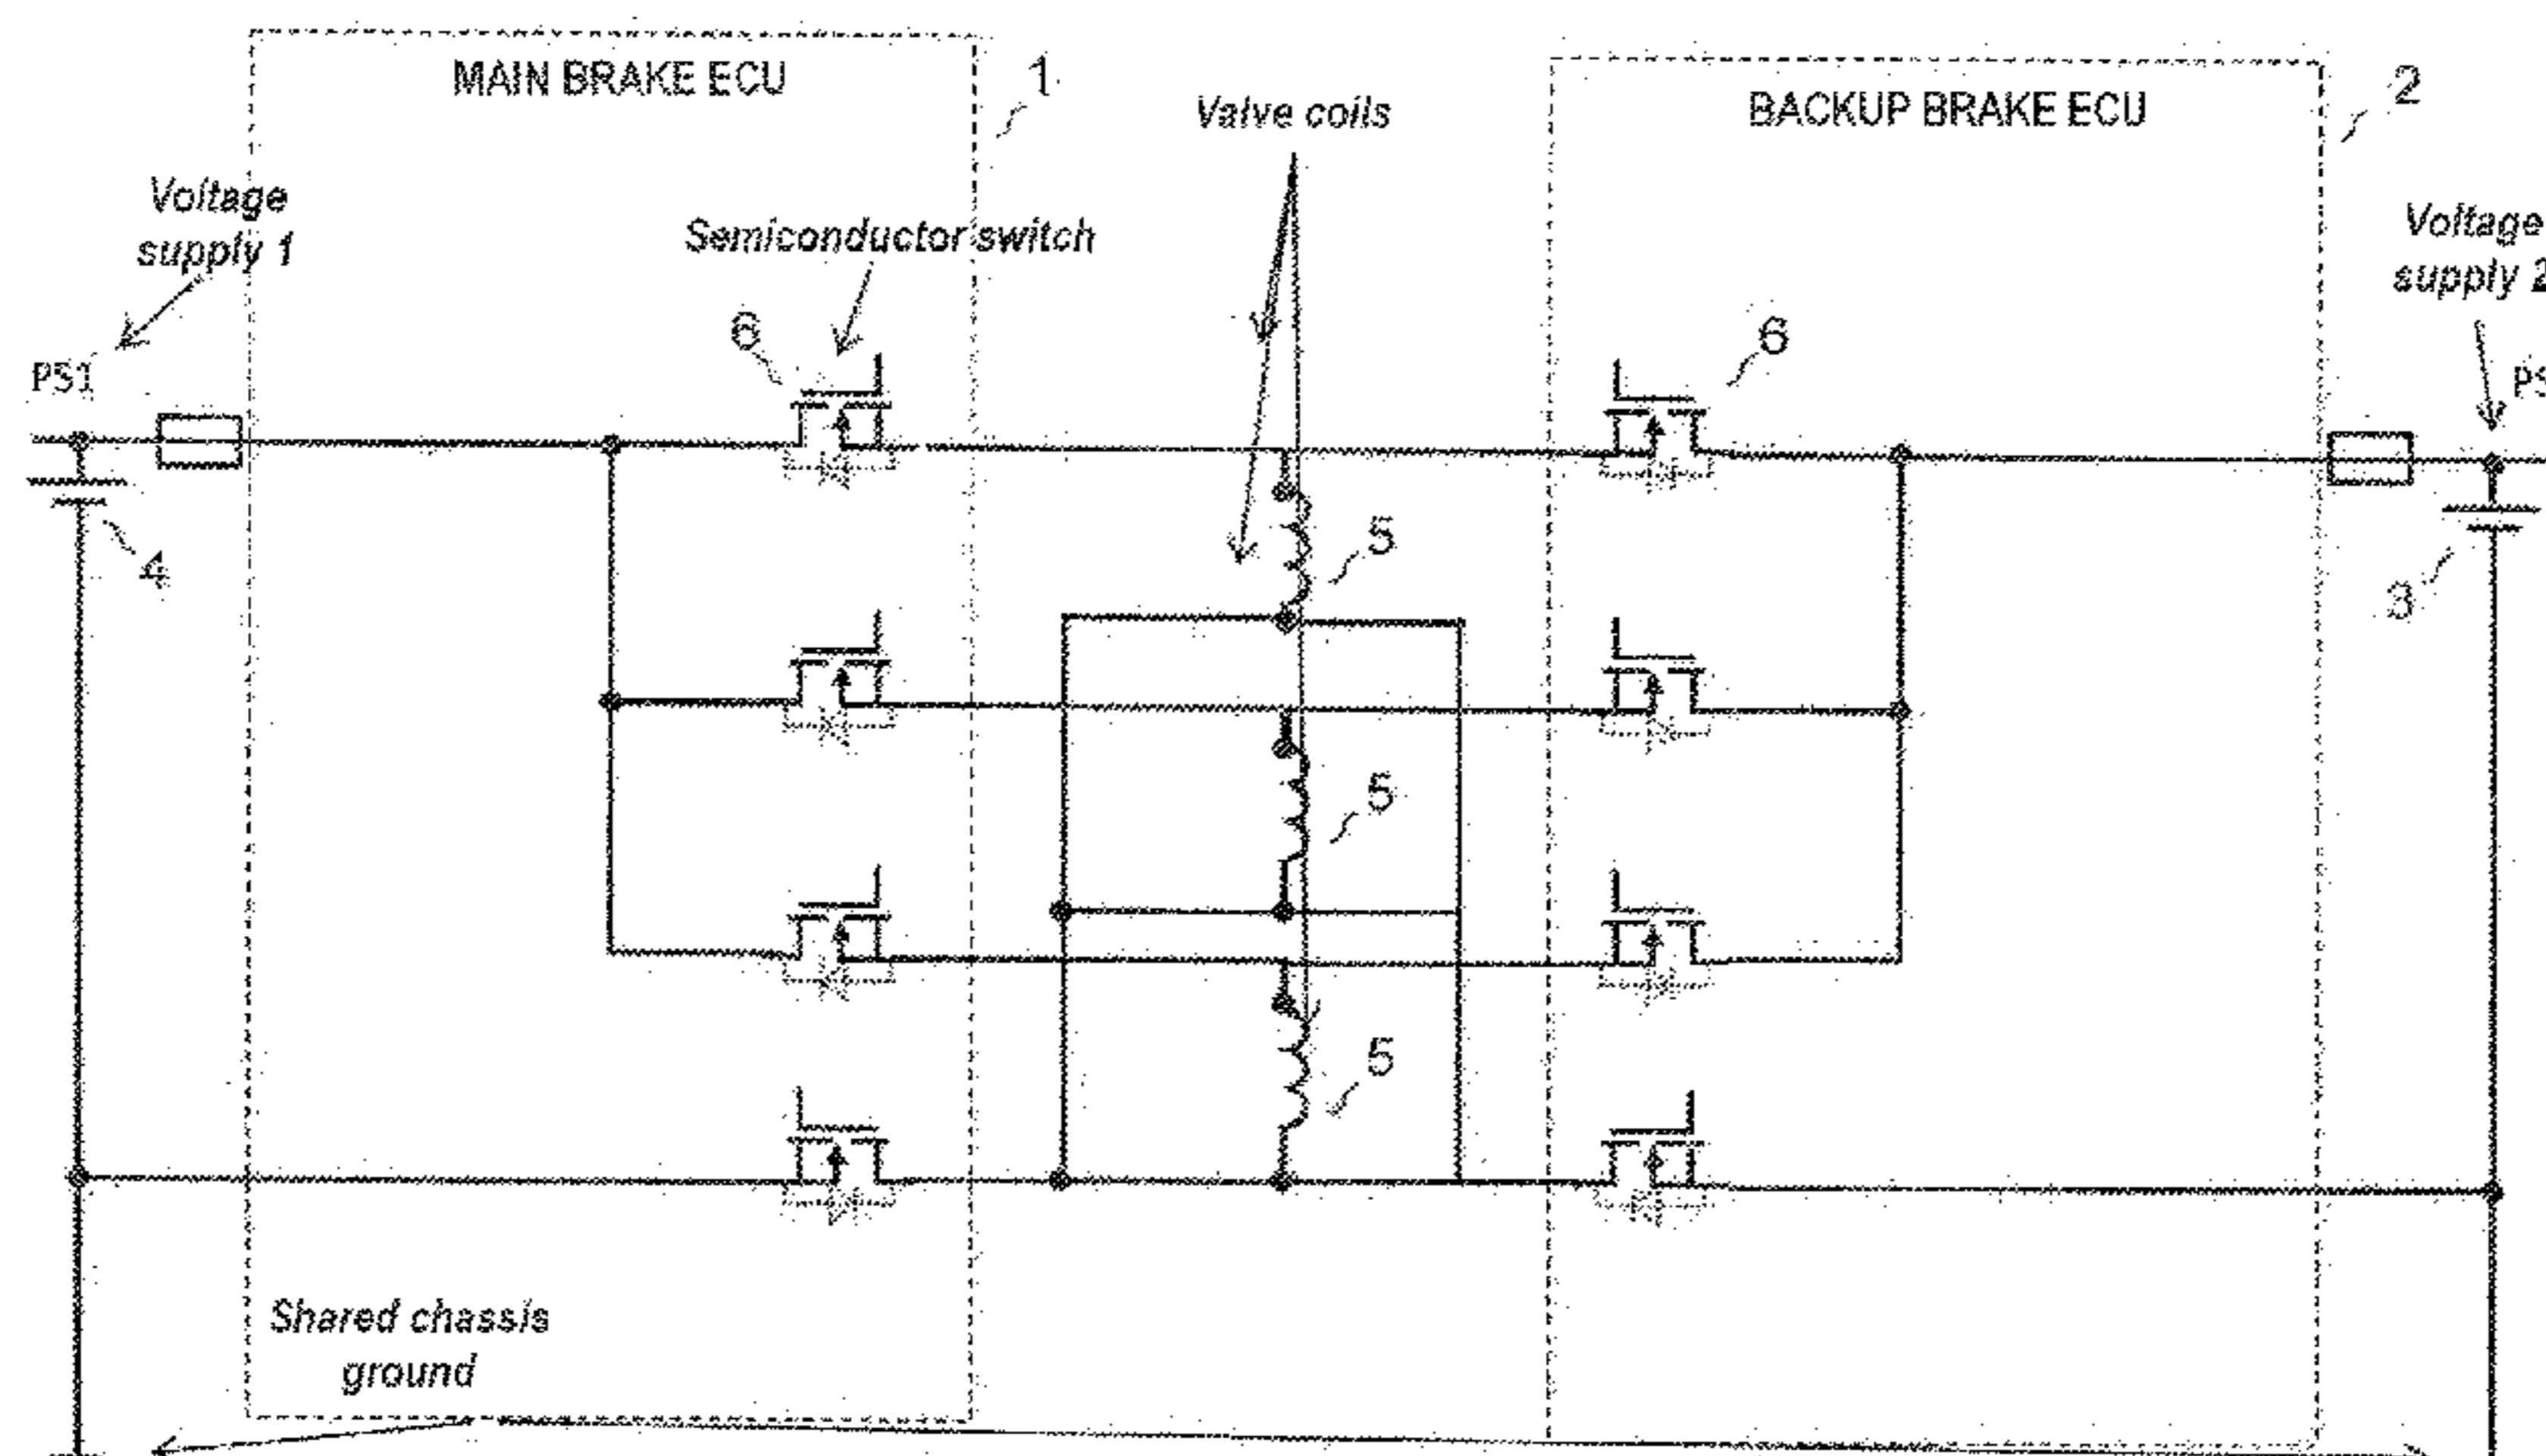 MAIN BRAKE ECU
1
Valve coils
BACKUP BRAKE ECU
2
Voltage
supply 1
Semiconductor switch
Voltage
supply 2
6
6
PS1
PS
5
4
3
5
5
Shared chassis
ground